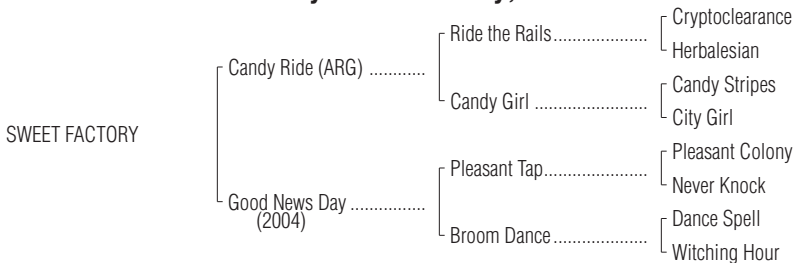 Cryptoclearance
Ride the Rails....................
Herbalesian
Candy Ride (ARG) ............
Candy Stripes
Candy Girl ........................
City Girl
SWEET FACTORY
Pleasant Colony
Pleasant Tap......................
Never Knock
Good News Day ................
(2004)
Dance Spell
Broom Dance....................
Witching Hour